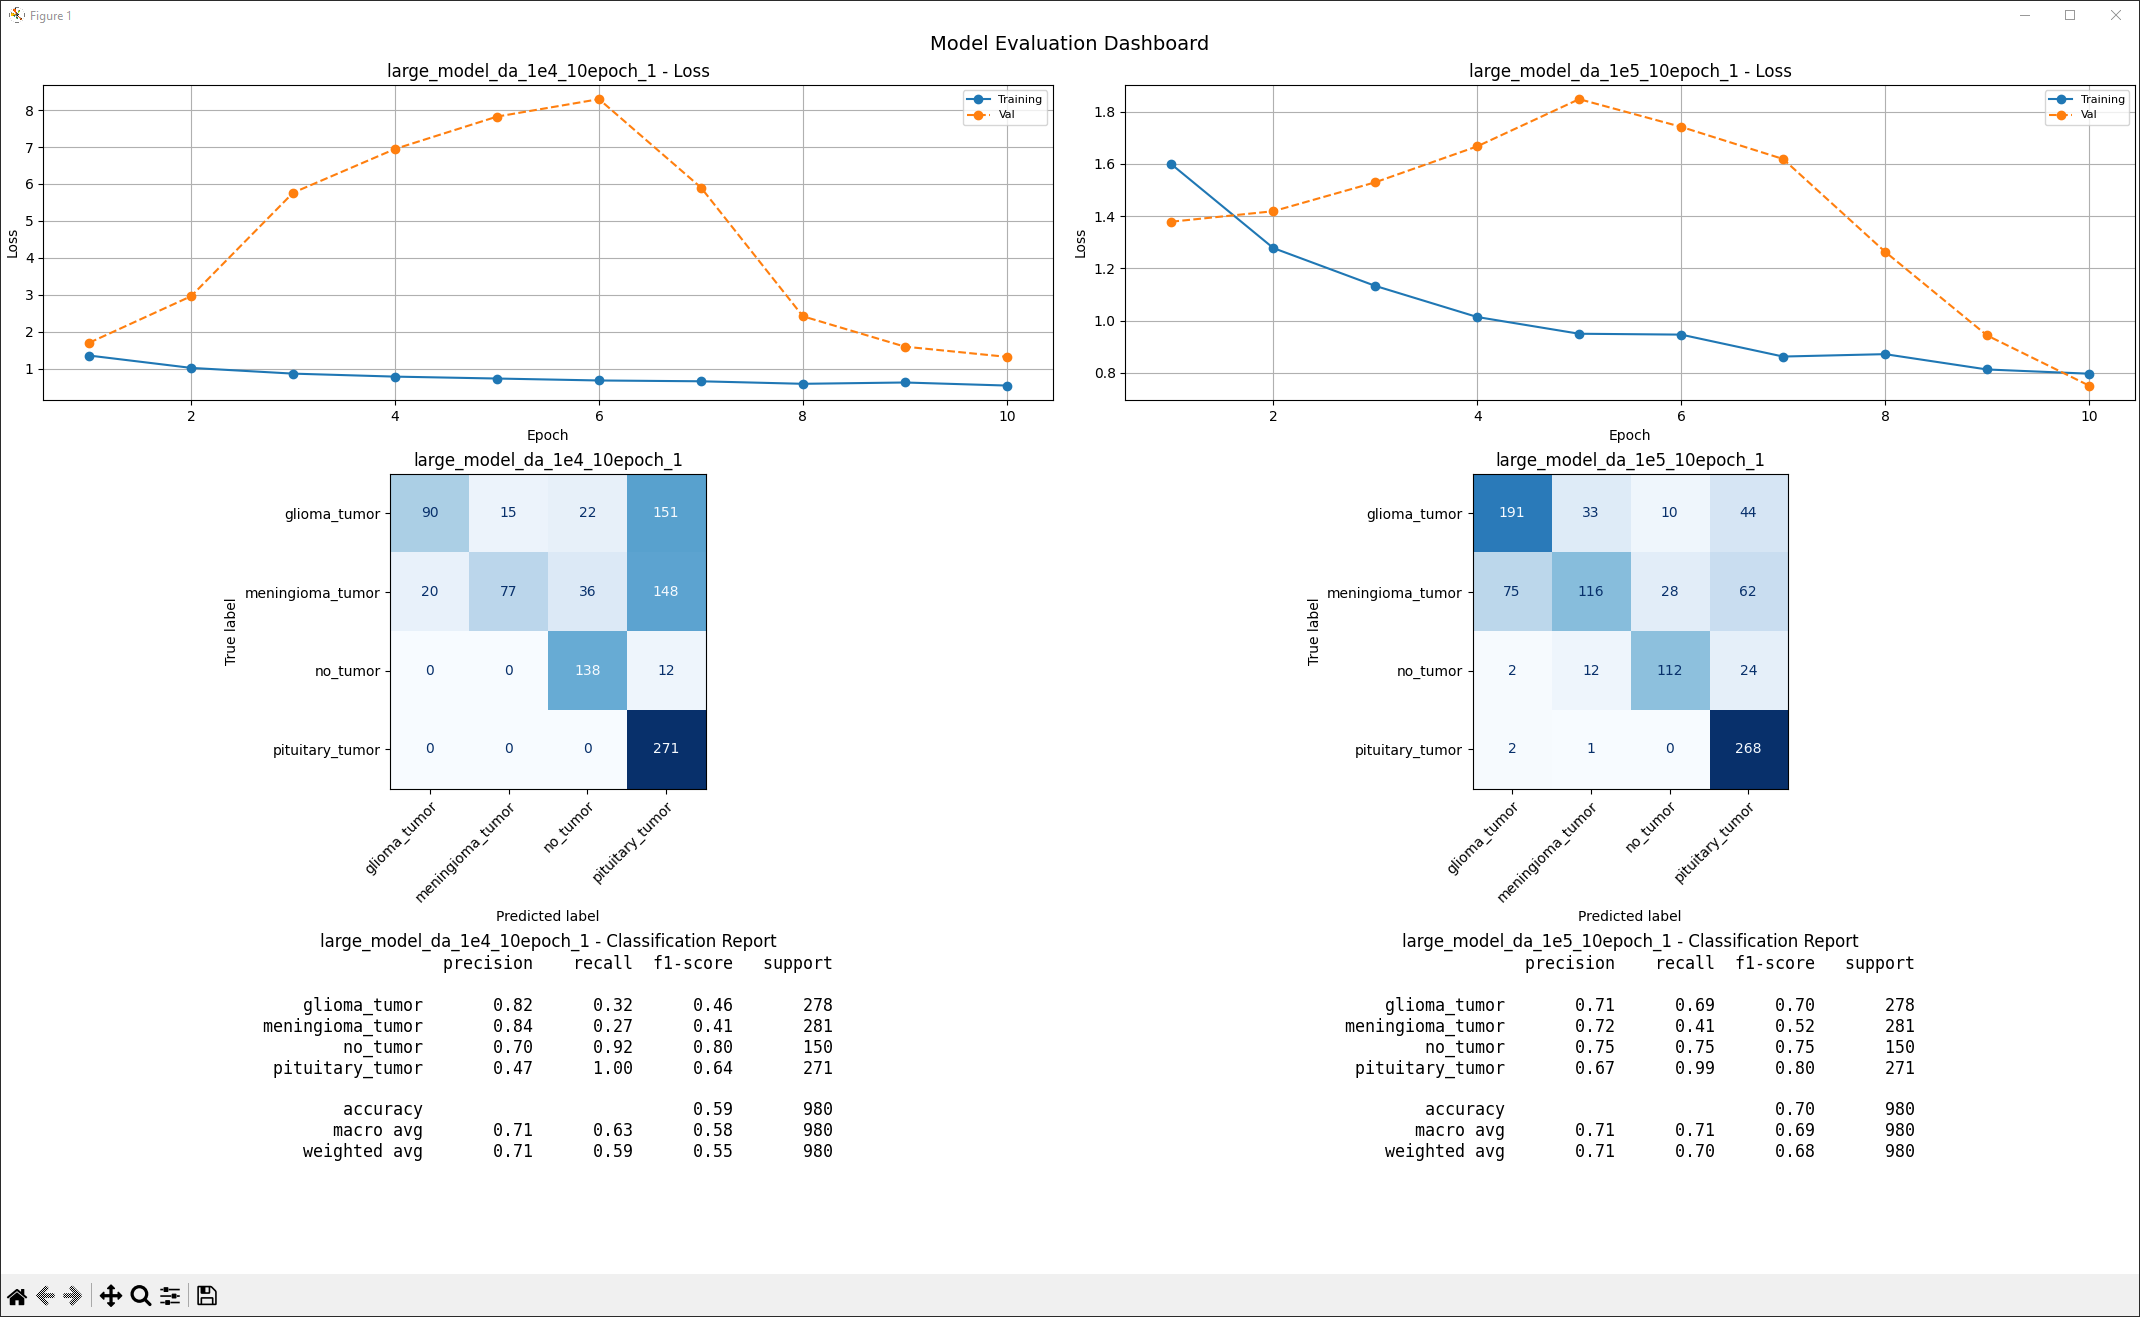 Figure 1
Model Evaluation Dashboard
large_model_da_1e4_10epoch_1 - Loss
Training
Val
8
7
6
5
4
3
2
1
Loss
2 4 6 8 10
Epoch
large_model_da_1e5_10epoch_1 - Loss
Training
Val
1.8
1.6
1.4
1.2
1.0
0.8
Loss
2 4 6 8 10
Epoch
large_model_da_1e4_10epoch_1
True label
glioma_tumor 90 15 22 151
meningioma_tumor 20 77 36 148
no_tumor 0 0 138 12
pituitary_tumor 0 0 0 271
glioma_tumor meningioma_tumor no_tumor pituitary_tumor
Predicted label
large_model_da_1e5_10epoch_1
True label
glioma_tumor 191 33 10 44
meningioma_tumor 75 116 28 62
no_tumor 2 12 112 24
pituitary_tumor 2 1 0 268
glioma_tumor meningioma_tumor no_tumor pituitary_tumor
Predicted label
large_model_da_1e4_10epoch_1 - Classification Report
precision recall f1-score support
glioma_tumor 0.82 0.32 0.46 278
meningioma_tumor 0.84 0.27 0.41 281
no_tumor 0.70 0.92 0.80 150
pituitary_tumor 0.47 1.00 0.64 271
accuracy 0.59 980
macro avg 0.71 0.63 0.58 980
weighted avg 0.71 0.59 0.55 980
large_model_da_1e5_10epoch_1 - Classification Report
precision recall f1-score support
glioma_tumor 0.71 0.69 0.70 278
meningioma_tumor 0.72 0.41 0.52 281
no_tumor 0.75 0.75 0.75 150
pituitary_tumor 0.67 0.99 0.80 271
accuracy 0.70 980
macro avg 0.71 0.71 0.69 980
weighted avg 0.71 0.70 0.68 980